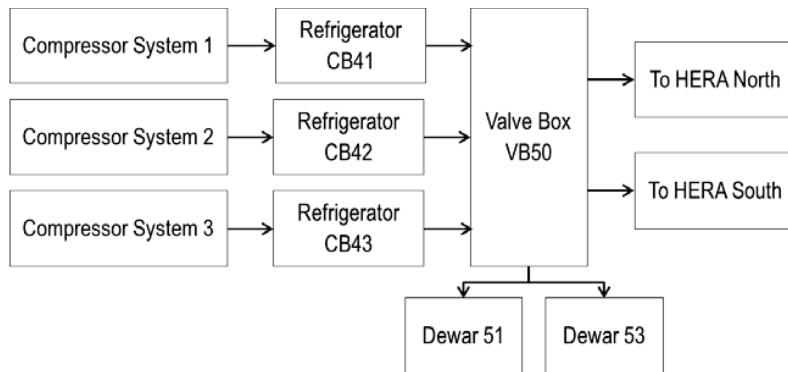 Compressor System 1
Refrigerator
CB41
Compressor System 2
Refrigerator
CB42
Compressor System 3
Refrigerator
CB43
Valve Box
VB50
To HERA North
To HERA South
Dewar 51
Dewar 53